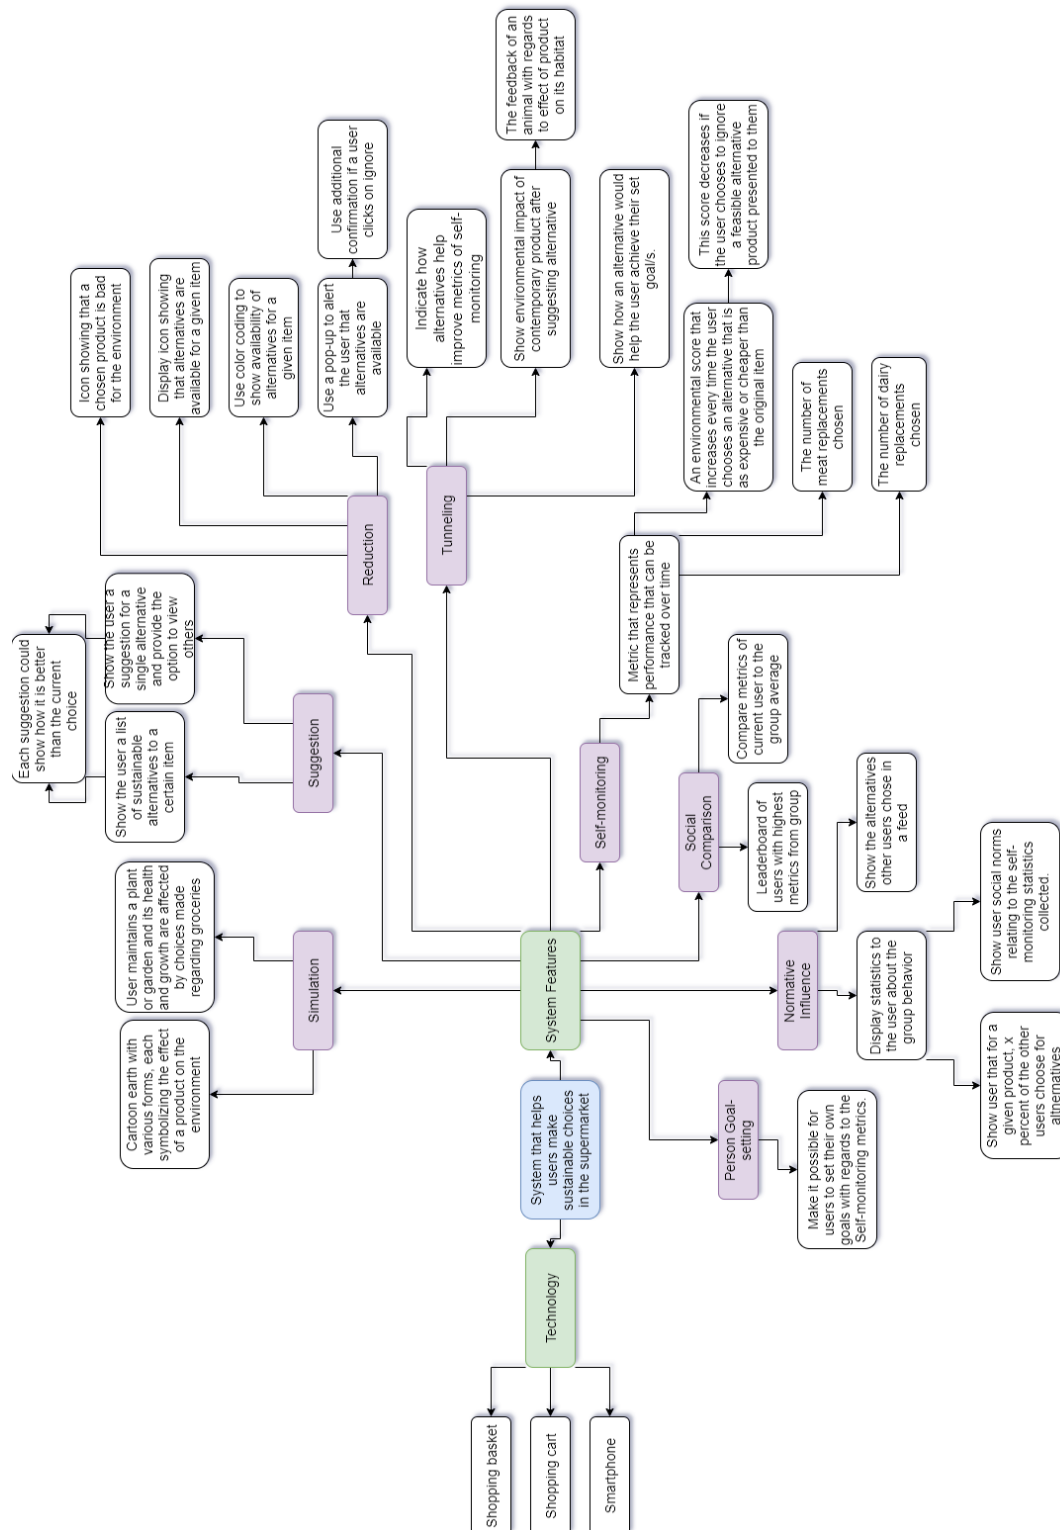 Each suggestion could
show how it is better
than the current
choice
Show the user a
suggestion for a
single alternative
and provide the
option to view
others
Show the user a list
of sustainable
alternatives to a
certain item
Suggestion
User maintains a plant
or garden and its health
and growth are affected
by choices made
regarding groceries
Cartoon earth with
various forms, each
symbolizing the effect
of a product on the
environment
Simulation
Icon showing that a
chosen product is bad
for the environment
Display icon showing
that alternatives are
available for a given item
Use color coding to
show availability of
alternatives for a
given item
Use a pop-up to alert
the user that
alternatives are
available
Use additional
confirmation if a user
clicks on ignore
Reduction
Indicate how
alternatives help
improve metrics of self-
monitoring
Show environmental impact of
contemporary product after
suggesting alternative
The feedback of an
animal with regards
to effect of product
on its habitat
Show how an alternative would
help the user achieve their set
goal/s.
Tunneling
System Features
System that helps
users make
sustainable choices
in the supermarket
Technology
Shopping basket
Shopping cart
Smartphone
Self-monitoring
Metric that represents
performance that can be
tracked over time
An environmental score that
increases every time the user
chooses an alternative that is
as expensive or cheaper than
the original item
This score decreases if
the user chooses to ignore
a feasible alternative
product presented to them
The number of
meat replacements
chosen
The number of dairy
replacements
chosen
Social
Comparison
Compare metrics of
current user to the
group average
Leaderboard of
users with highest
metrics from group
Normative
Influence
Show the alternatives
other users chose in
a feed
Display statistics to
the user about the
group behavior
Show user social norms
relating to the self-
monitoring statistics
collected.
Show user that for a
given product, x
percent of the other
users choose for
altnernatives
Person Goal-
setting
Make it possible for
users to set their own
goals with regards to the
Self-monitoring metrics.